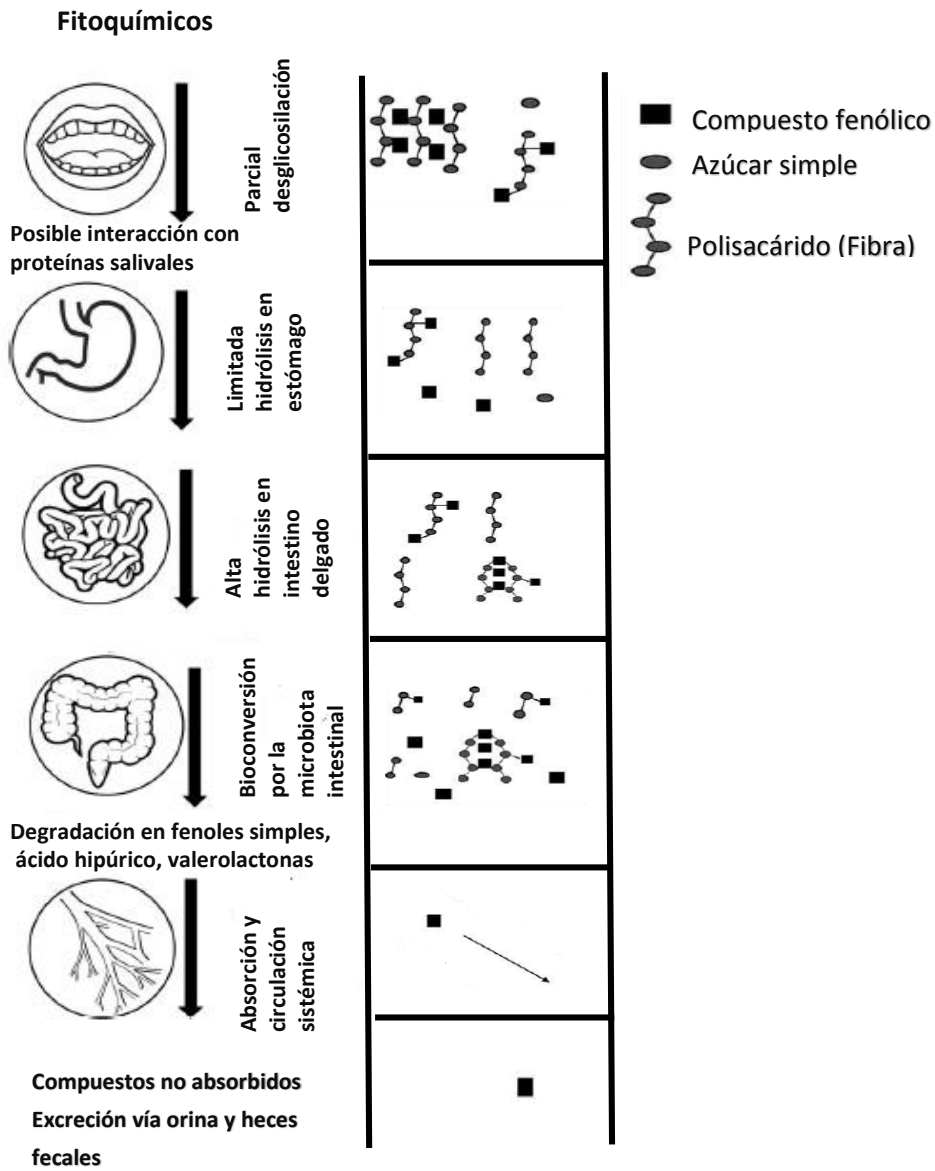 Fitoquímicos
Parcial
desglicosilación
Compuesto fenólico
Azúcar simple
Polisacárido (Fibra)
Posible interacción con
proteínas salivales
Limitada
hidrólisis en
estómago
Alta
hidrólisis en
intestino
delgado
Bioconversión
por la
microbiota
intestinal
Degradación en fenoles simples,
ácido hipúrico, valerolactonas
Absorción y
circulación
sistémica
Compuestos no absorbidos
Excreción vía orina y heces
fecales